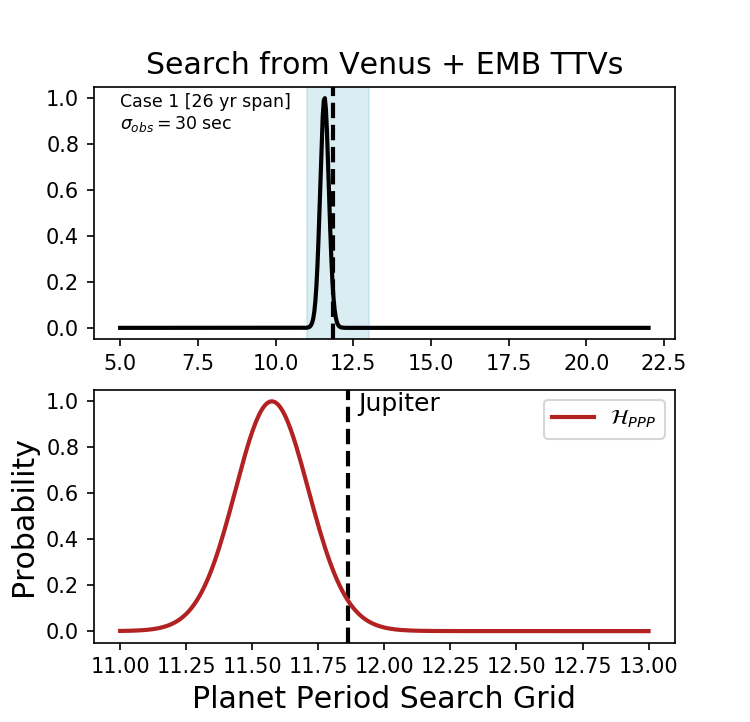 Search from Venus + EMB TTVs
Case 1 [26 yr span]
σ_obs = 30 sec
1.0
0.8
0.6
0.4
0.2
0.0
5.0 7.5 10.0 12.5 15.0 17.5 20.0 22.5
Jupiter
ℋ_PPP
Probability
1.0
0.8
0.6
0.4
0.2
0.0
11.00 11.25 11.50 11.75 12.00 12.25 12.50 12.75 13.00
Planet Period Search Grid